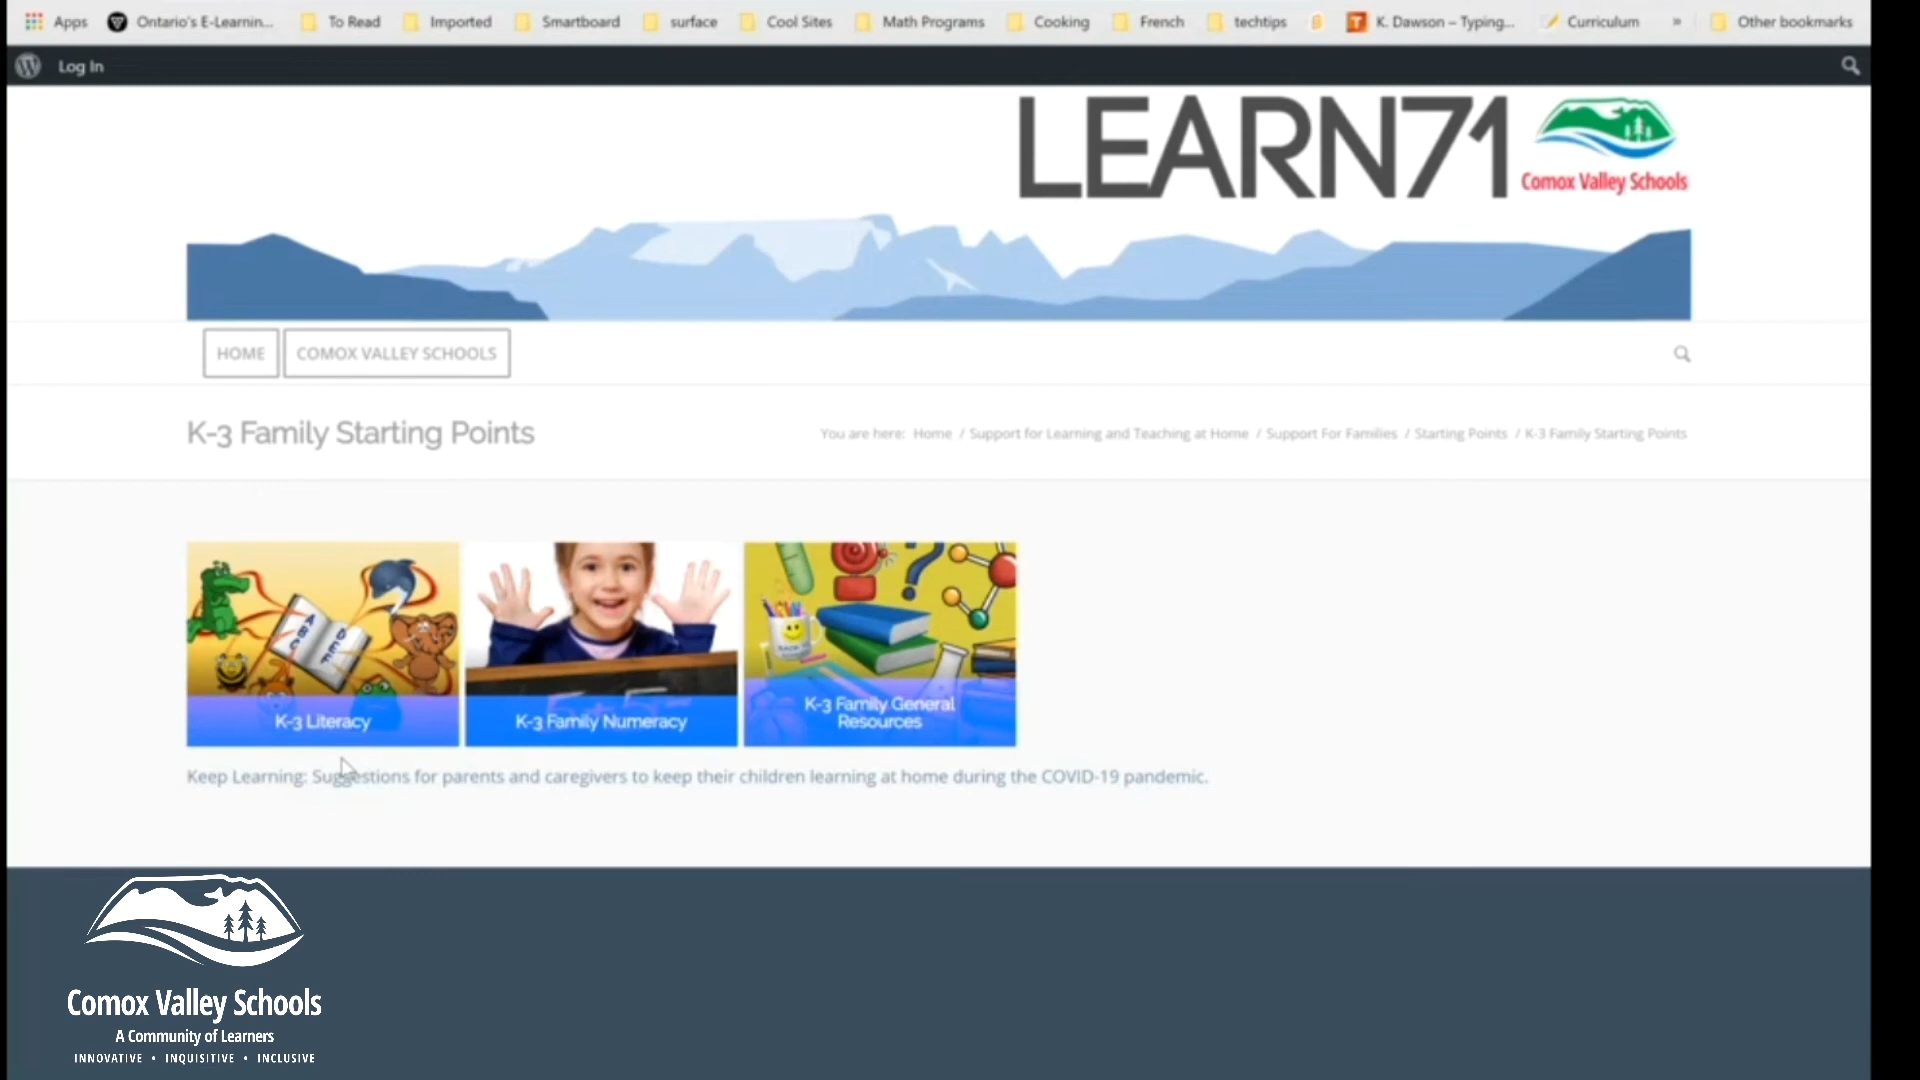 Apps Ontario's E-Learnin... To Read Imported Smartboard surface Cool Sites Math Programs Cooking French techtips K. Dawson – Typing... Curriculum » Other bookmarks
Log In
LEARN71
Comox Valley Schools
HOME COMOX VALLEY SCHOOLS
K-3 Family Starting Points
You are here: Home / Support for Learning and Teaching at Home / Support For Families / Starting Points / K-3 Family Starting Points
ABC
DEF
K-3 Literacy
K-3 Family Numeracy
K-3 Family General
Resources
Keep Learning: Suggestions for parents and caregivers to keep their children learning at home during the COVID-19 pandemic.
Comox Valley Schools
A Community of Learners
INNOVATIVE • INQUISITIVE • INCLUSIVE